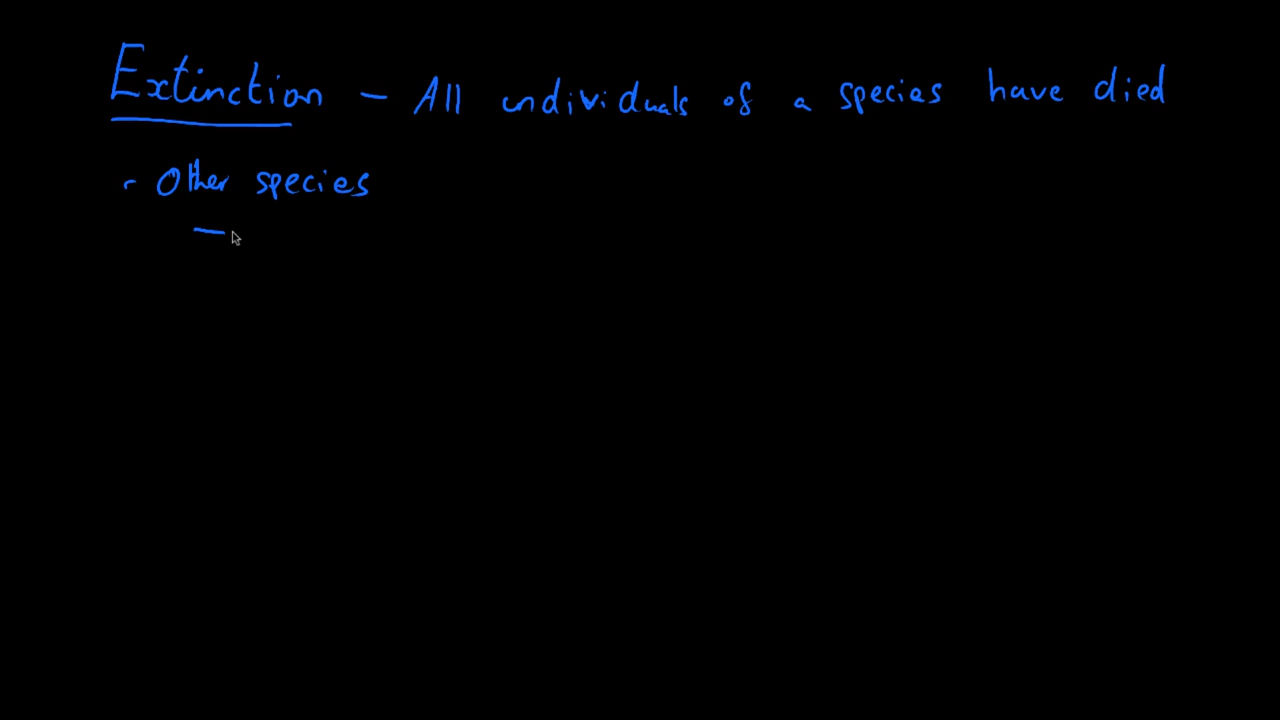 Extinction – All individuals of a species have died
- Other species
–